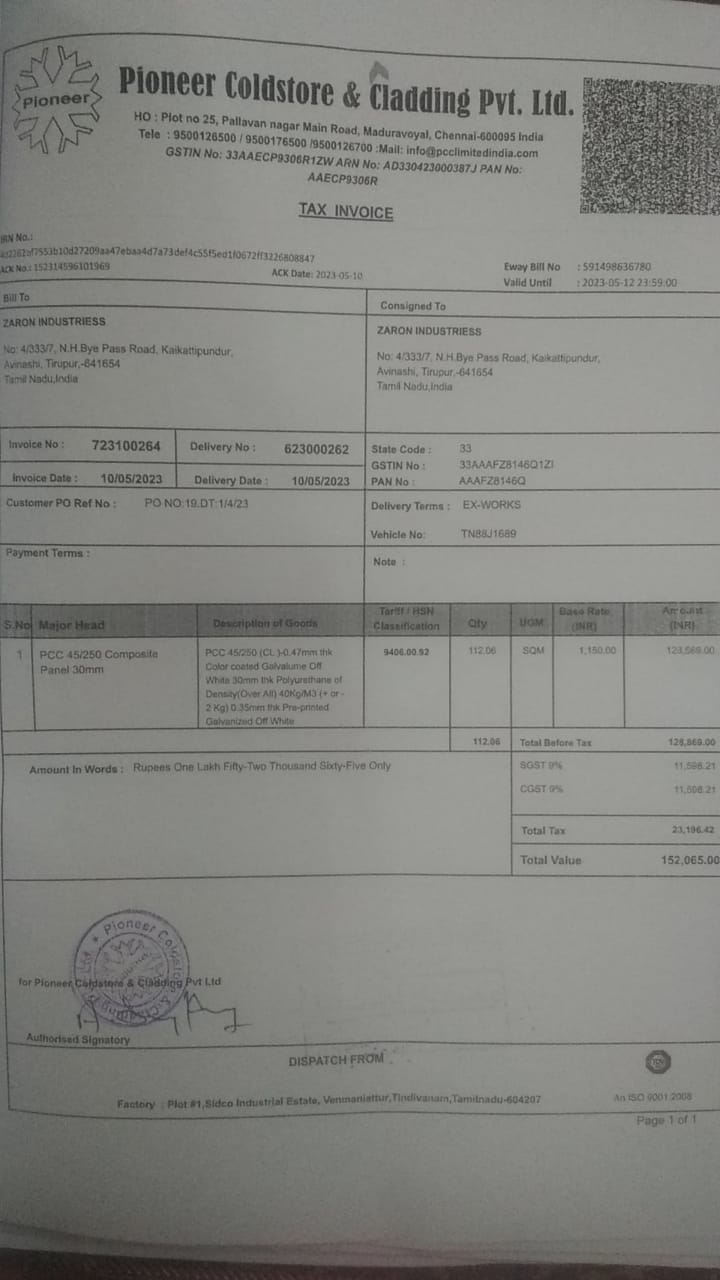 Pioneer
Pioneer Coldstore & Cladding Pvt. Ltd.
HO : Plot no 25, Pallavan nagar Main Road, Maduravoyal, Chennai-600095 India
Tele : 9500126500 / 9500176500 /9500126700 :Mail: info@pcclimitedindia.com
GSTIN No: 33AAECP9306R1ZW ARN No: AD330423000387J PAN No:
AAECP9306R
TAX INVOICE
IRN No.:
ACK No.: 152314596101969
ACK Date: 2023-05-10
Eway Bill No : 591498636780
Valid Until : 2023-05-12 23:59:00
Bill To
ZARON INDUSTRIESS
No: 4/333/7, N.H.Bye Pass Road, Kaikattipundur,
Avinashi, Tirupur,-641654
Tamil Nadu,India
Consigned To
ZARON INDUSTRIESS
No: 4/333/7, N.H.Bye Pass Road, Kaikattipundur,
Avinashi, Tirupur,-641654
Tamil Nadu,India
Invoice No : 723100264 Delivery No : 623000262
Invoice Date : 10/05/2023 Delivery Date : 10/05/2023
State Code : 33
GSTIN No : 33AAAFZ8146Q1ZI
PAN No : AAAFZ8146Q
Customer PO Ref No : PO NO:19.DT:1/4/23
Delivery Terms : EX-WORKS
Vehicle No: TN88J1689
Payment Terms :
Note :
S.No Major Head Description of Goods Tariff / HSN Classification Qty UOM Base Rate (INR) Amount (INR)
1 PCC 45/250 Composite Panel 30mm
PCC 45/250 (CL )-0.47mm thk
Color coated Galvalume Off
White 30mm thk Polyurethane of
Density(Over All) 40Kg/M3 (+ or -
2 Kg) 0.35mm thk Pre-printed
Galvanized Off White
9406.00.92 112.06 SQM 1,150.00
112.06 Total Before Tax 128,869.00
Amount In Words : Rupees One Lakh Fifty-Two Thousand Sixty-Five Only
SGST 9% 11,598.21
CGST 9% 11,598.21
Total Tax 23,196.42
Total Value 152,065.00
for Pioneer Coldstore & Cladding Pvt Ltd
Authorised Signatory
DISPATCH FROM
Factory : Plot #1,Sidco Industrial Estate, Venmaniattur,Tindivanam,Tamilnadu-604207
An ISO 9001:2008
Page 1 of 1